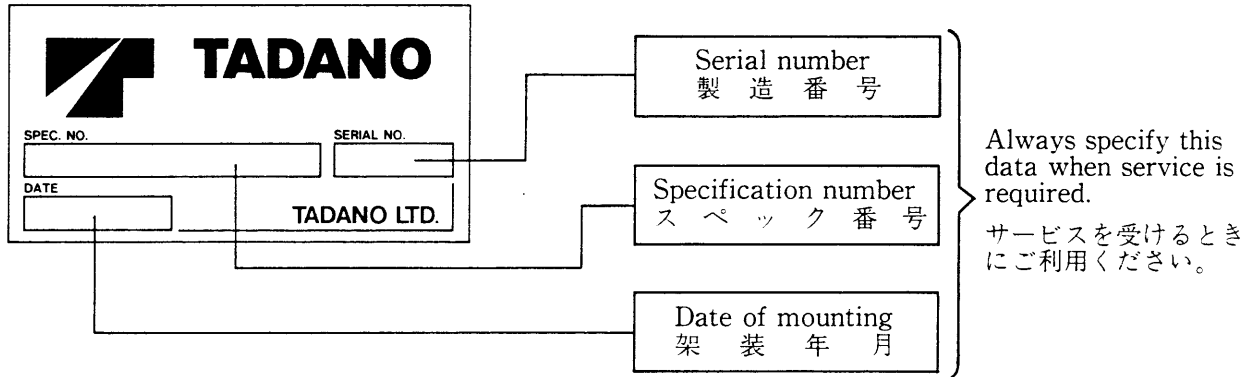 TADANO
SPEC. NO.
SERIAL NO.
DATE
TADANO LTD.
Serial number
製造番号
Specification number
スペック番号
Date of mounting
架装年月
Always specify this
data when service is
required.
サービスを受けるとき
にご利用ください。